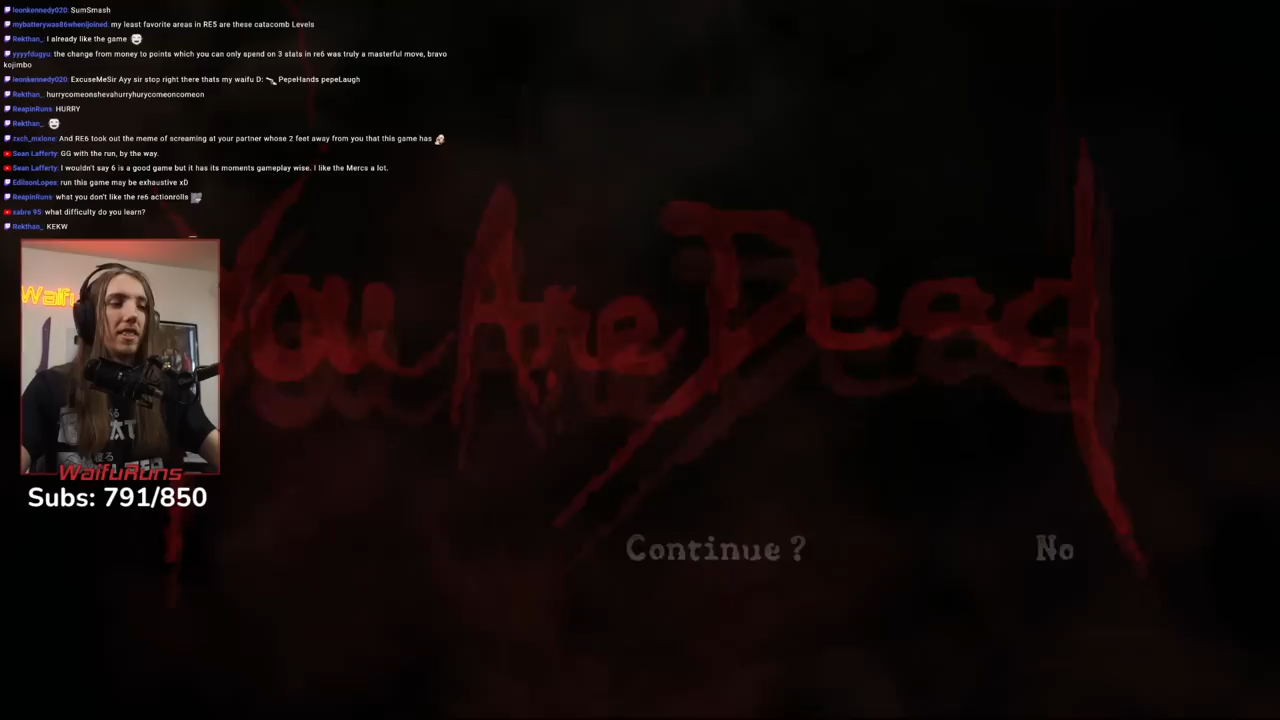 leonkennedy020: SumSmash
mybatterywas86whenIjoined: my least favorite areas in RE5 are these catacomb Levels
Rekthan_: I already like the game
yyyyfdugyu: the change from money to points which you can only spend on 3 stats in re6 was truly a masterful move, bravo
kojimbo
leonkennedy020: ExcuseMeSir Ayy sir stop right there thats my waifu D: PepeHands pepeLaugh
Rekthan_: hurrycomeonshevahurryhurycomeoncomeon
ReapinRuns: HURRY
Rekthan_:
zxch_mxlone: And RE6 took out the meme of screaming at your partner whose 2 feet away from you that this game has
Sean Lafferty: GG with the run, by the way.
Sean Lafferty: I wouldn't say 6 is a good game but it has its moments gameplay wise. I like the Mercs a lot.
EdilsonLopes: run this game may be exhaustive xD
ReapinRuns: what you don't like the re6 actionrolls
xabre 95: what difficulty do you learn?
Rekthan_: KEKW
You Are Dead
WaifuRuns
Subs: 791/850
Continue ? No